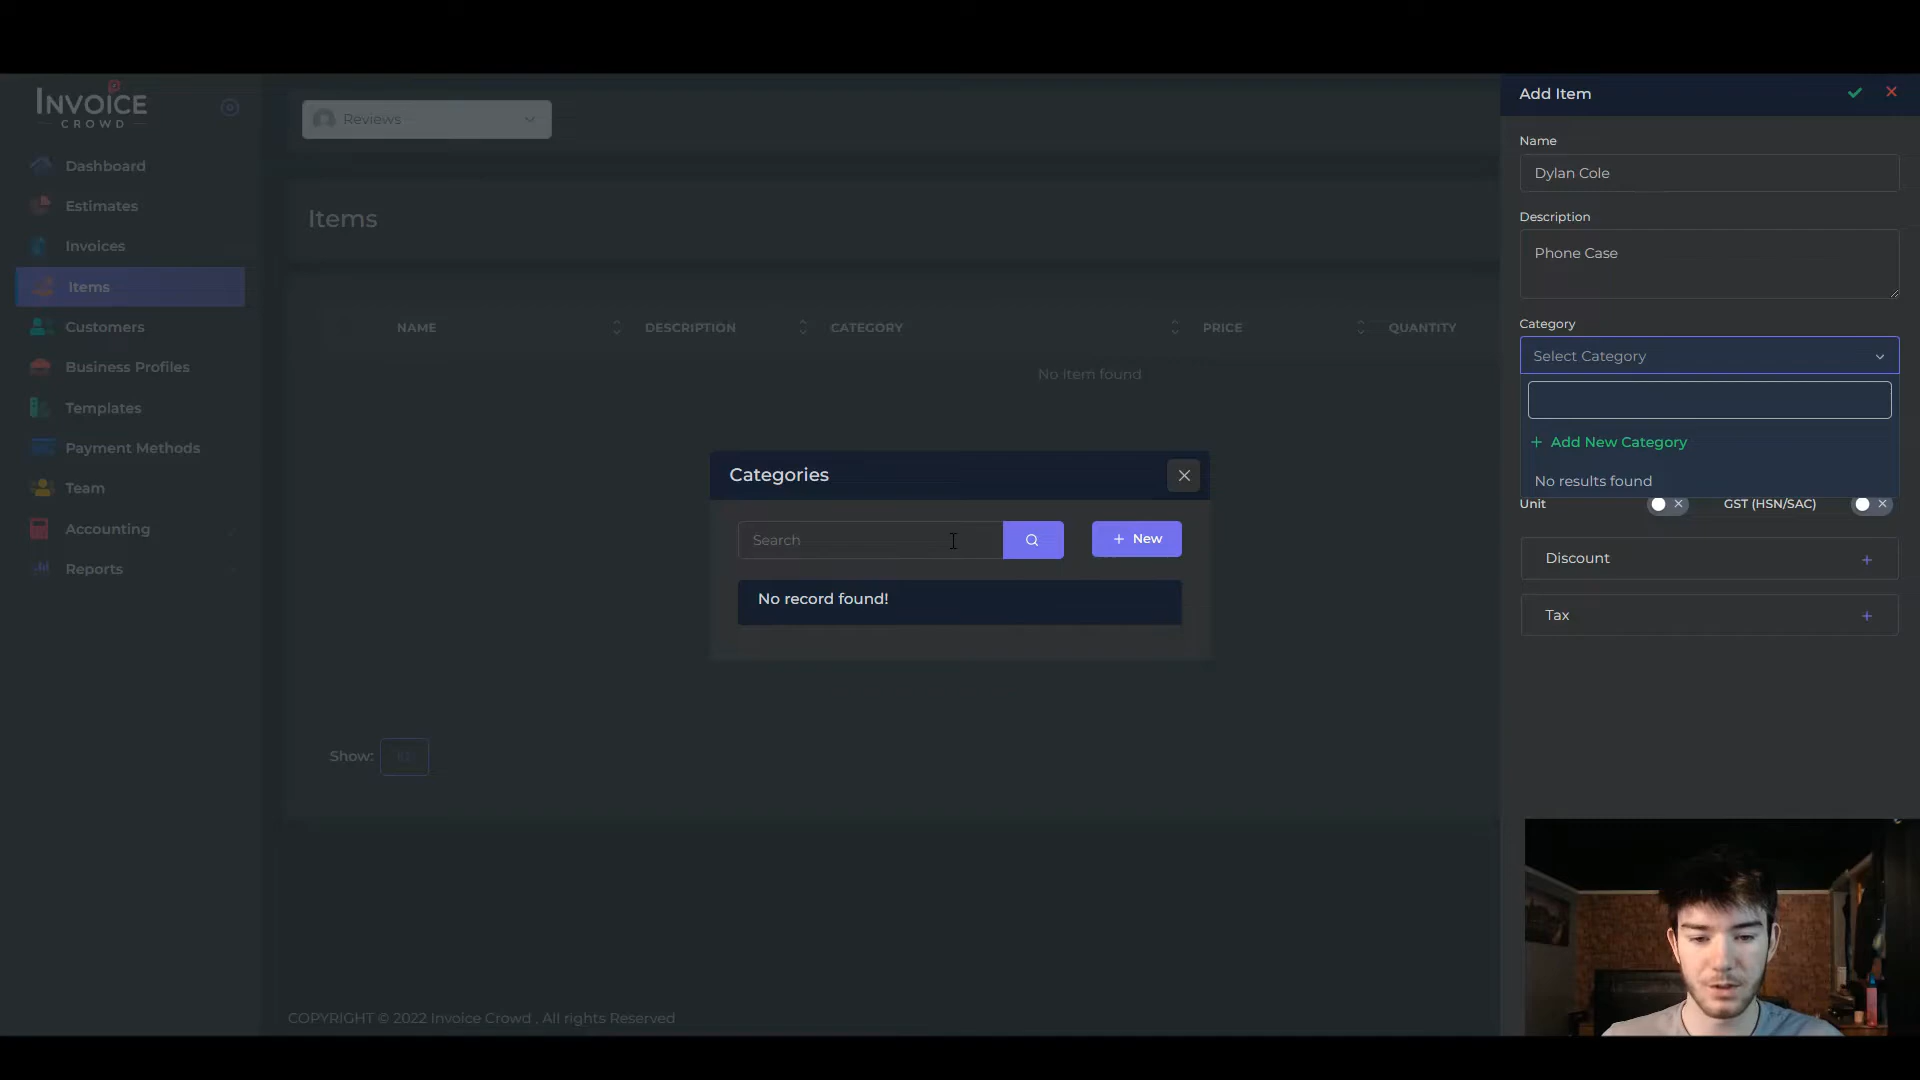 INVOICE
CROWD
Dashboard
Estimates
Invoices
Items
Customers
Business Profiles
Templates
Payment Methods
Team
Accounting
Reports
Reviews
Items
NAME DESCRIPTION CATEGORY PRICE QUANTITY
No Item found
Categories
Search
+ New
No record found!
Show:
COPYRIGHT © 2022 Invoice Crowd , All rights Reserved
Add Item
Name
Dylan Cole
Description
Phone Case
Category
Select Category
+ Add New Category
No results found
Unit GST (HSN/SAC)
Discount +
Tax +